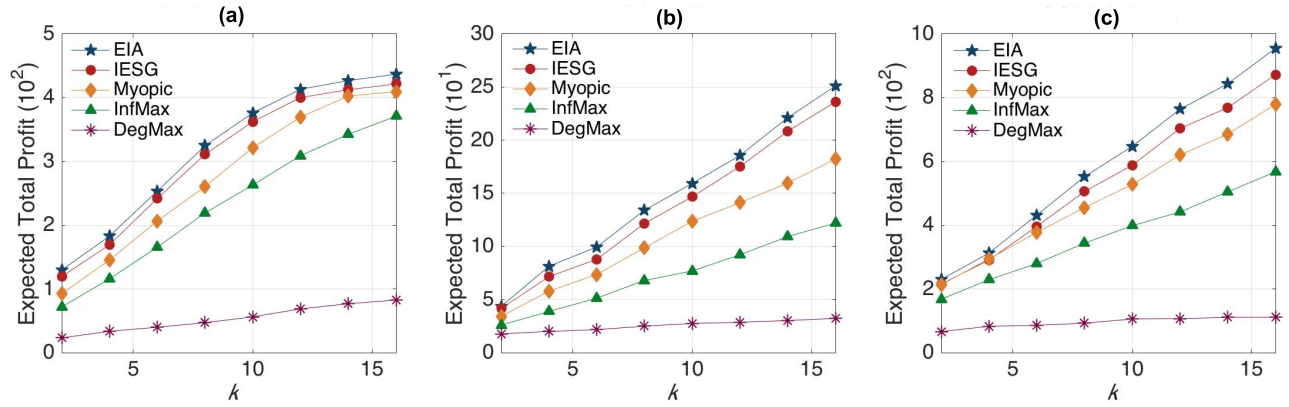 (a)
Expected Total Profit (10²)
5
4
3
2
1
0
EIA
IESG
Myopic
InfMax
DegMax
5
10
15
k
(b)
Expected Total Profit (10¹)
30
25
20
15
10
5
0
EIA
IESG
Myopic
InfMax
DegMax
5
10
15
k
(c)
Expected Total Profit (10²)
10
8
6
4
2
0
EIA
IESG
Myopic
InfMax
DegMax
5
10
15
k